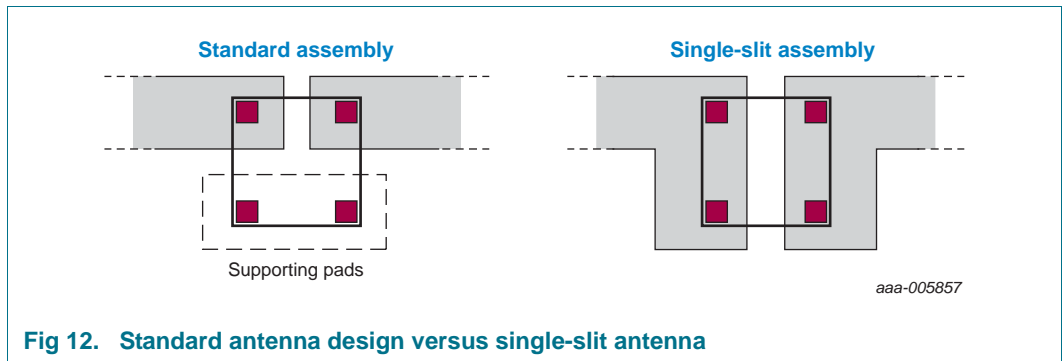 Standard assembly
Single-slit assembly
Supporting pads
aaa-005857
Fig 12. Standard antenna design versus single-slit antenna